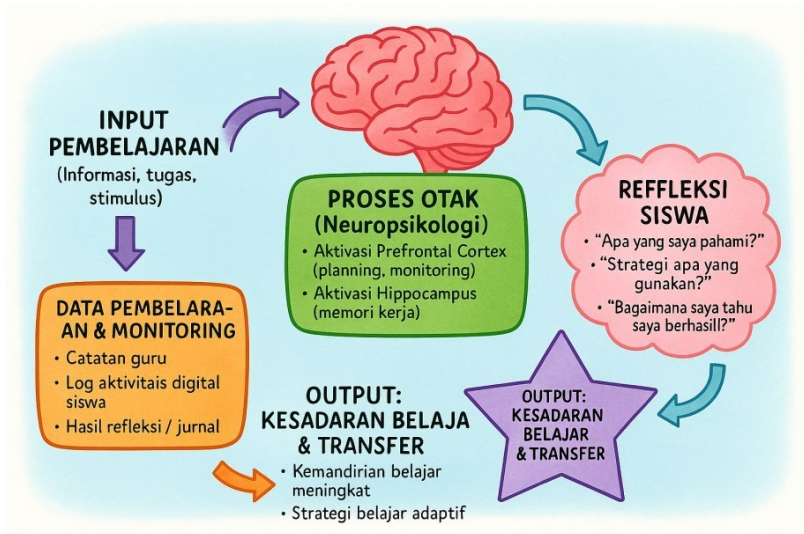 INPUT
PEMBELAJARAN
(Informasi, tugas,
stimulus)
PROSES OTAK
(Neuropsikologi)
• Aktivasi Prefrontal Cortex
(planning, monitoring)
• Aktivasi Hippocampus
(memori kerja)
REFFLEKSI
SISWA
• “Apa yang saya pahami?”
• “Strategi apa yang
gunakan?”
• “Bagaimana saya tahu
saya berhasill?”
DATA PEMBELARA-
AN & MONITORING
• Catatan guru
• Log aktivitais digital
siswa
• Hasil refleksi / jurnal
OUTPUT:
KESADARAN BELAJA
& TRANSFER
• Kemandirian belajar
meningkat
• Strategi belajar adaptif
OUTPUT:
KESADARAN
BELAJAR
& TRANSFER